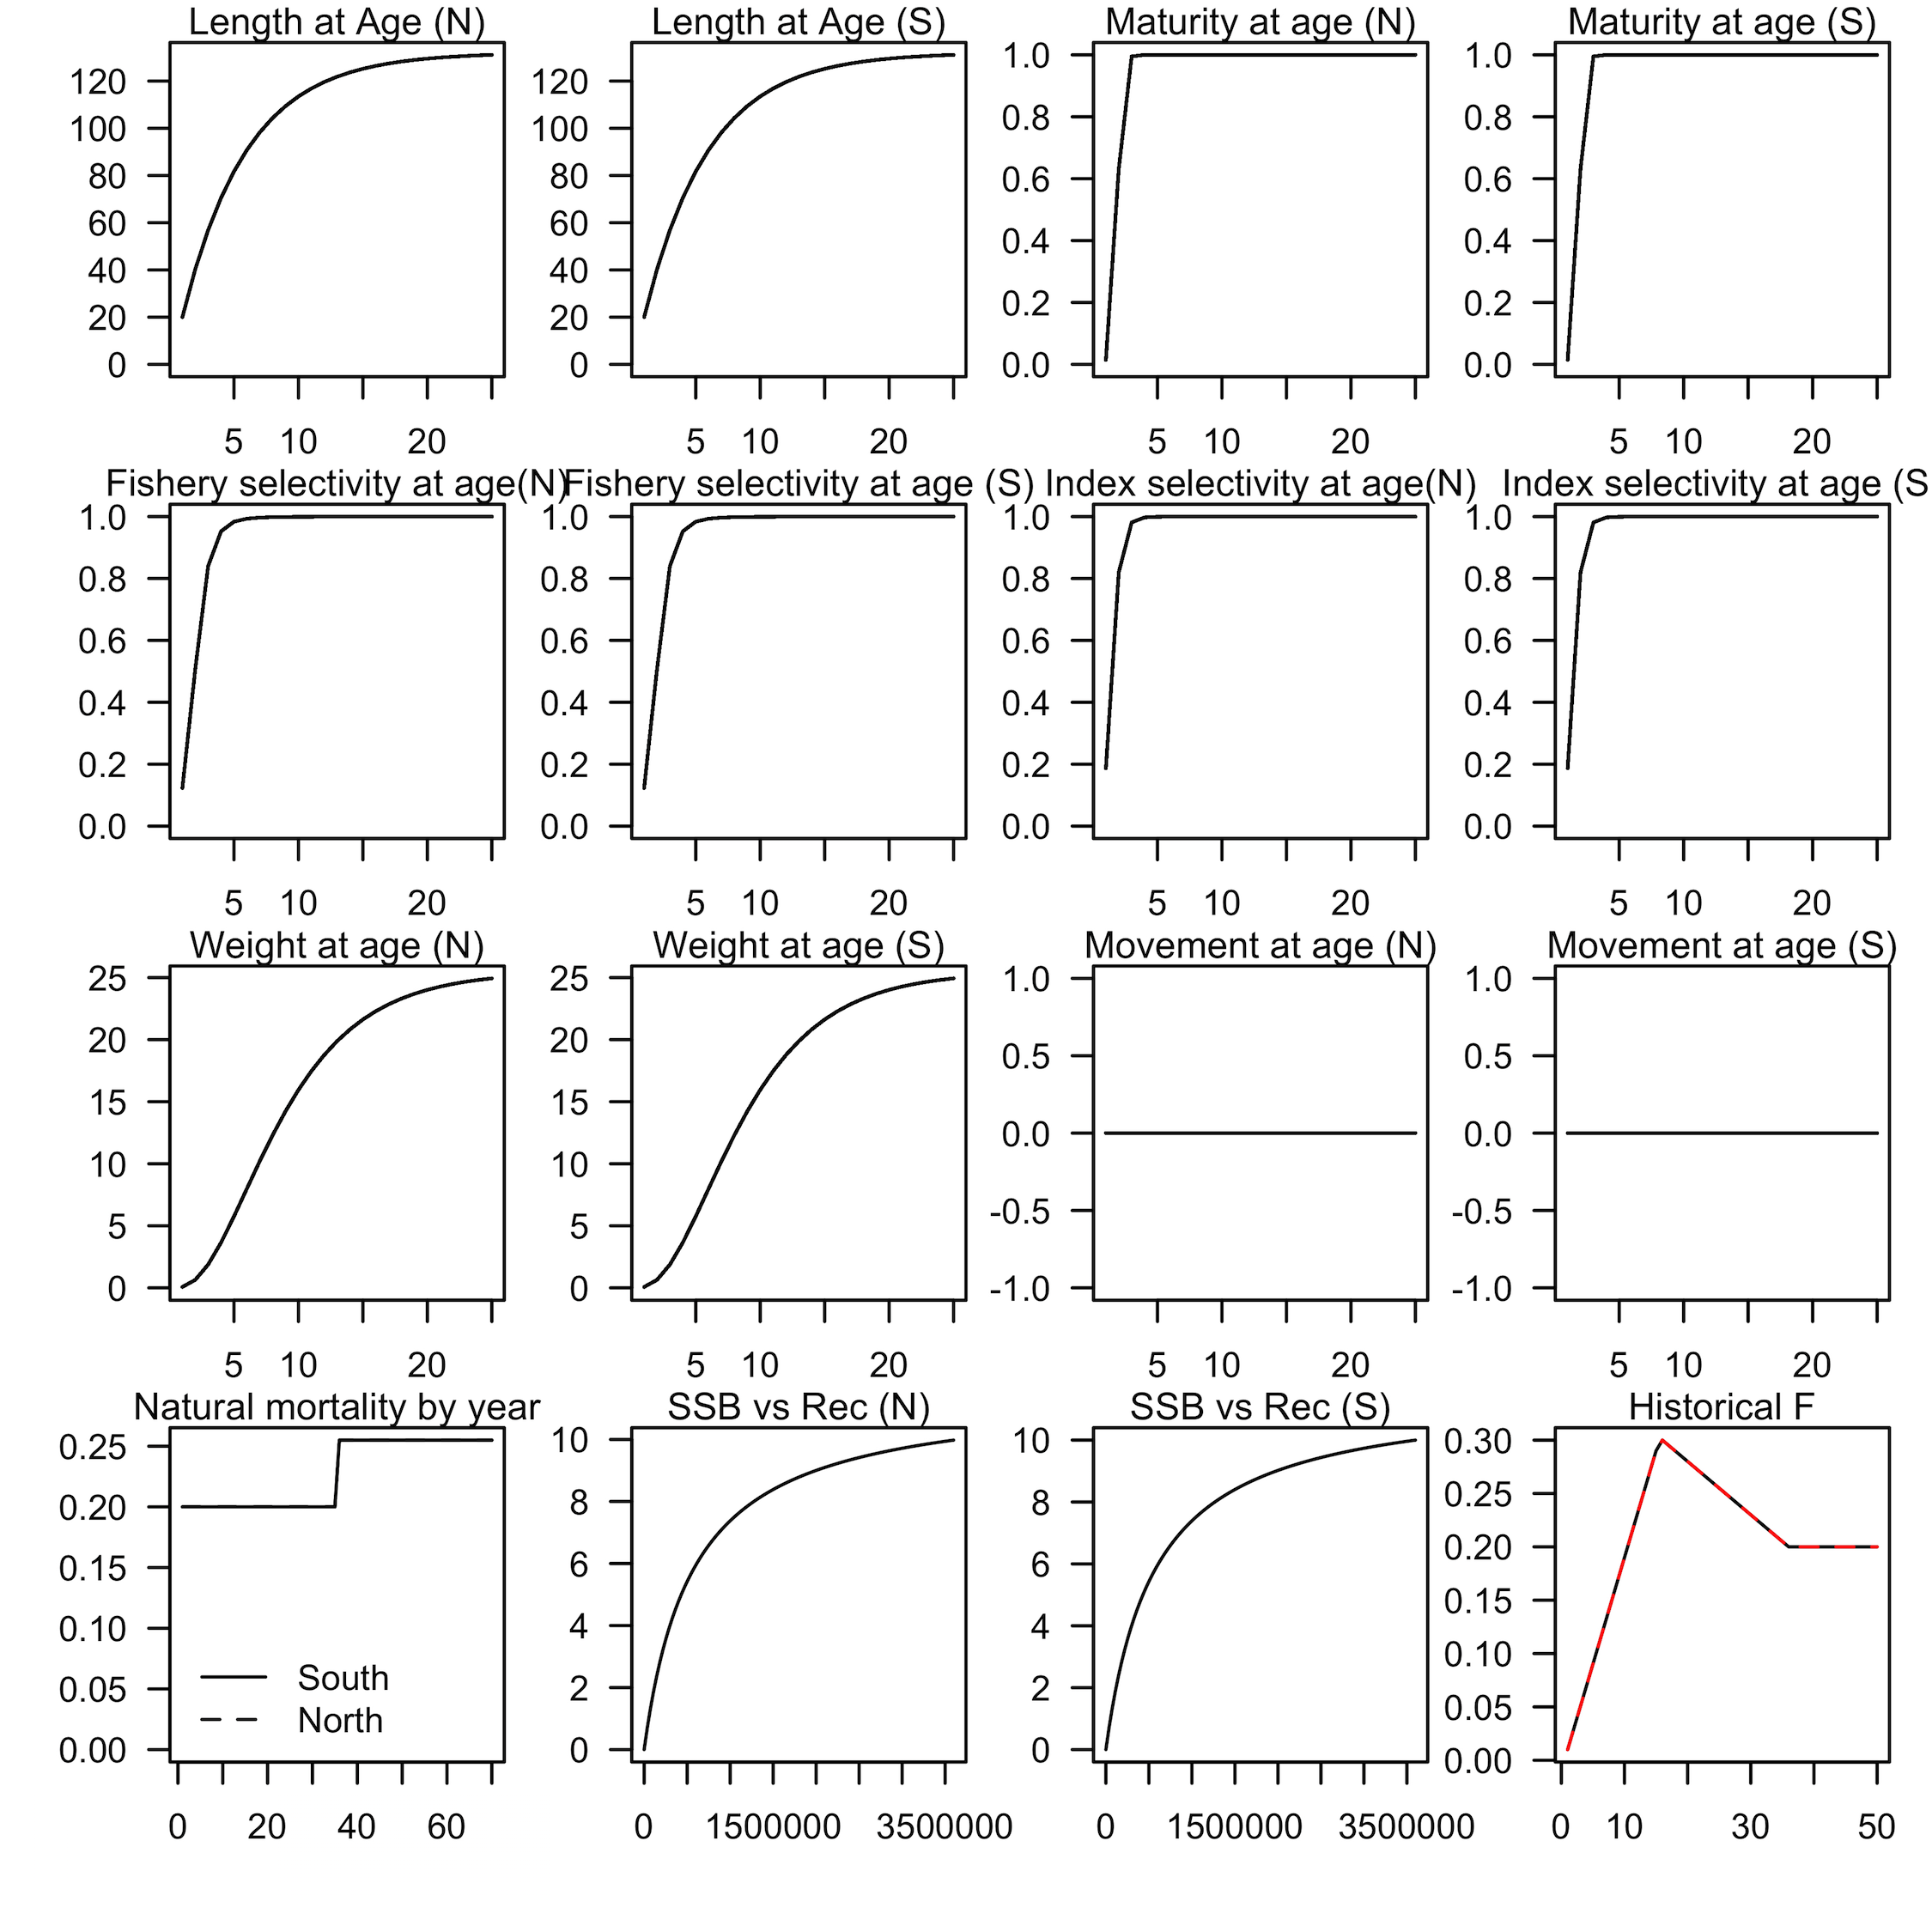 Length at Age (N)
120
100
80
60
40
20
0
5 10 20
Length at Age (S)
120
100
80
60
40
20
0
5 10 20
Maturity at age (N)
1.0
0.8
0.6
0.4
0.2
0.0
5 10 20
Maturity at age (S)
1.0
0.8
0.6
0.4
0.2
0.0
5 10 20
Fishery selectivity at age(N)
1.0
0.8
0.6
0.4
0.2
0.0
5 10 20
Fishery selectivity at age (S)
1.0
0.8
0.6
0.4
0.2
0.0
5 10 20
Index selectivity at age(N)
1.0
0.8
0.6
0.4
0.2
0.0
5 10 20
Index selectivity at age (S
1.0
0.8
0.6
0.4
0.2
0.0
5 10 20
Weight at age (N)
25
20
15
10
5
0
5 10 20
Weight at age (S)
25
20
15
10
5
0
5 10 20
Movement at age (N)
1.0
0.5
0.0
-0.5
-1.0
5 10 20
Movement at age (S)
1.0
0.5
0.0
-0.5
-1.0
5 10 20
Natural mortality by year
0.25
0.20
0.15
0.10
0.05
0.00
South
North
0 20 40 60
SSB vs Rec (N)
10
8
6
4
2
0
0 1500000 3500000
SSB vs Rec (S)
10
8
6
4
2
0
0 1500000 3500000
Historical F
0.30
0.25
0.20
0.15
0.10
0.05
0.00
0 10 30 50